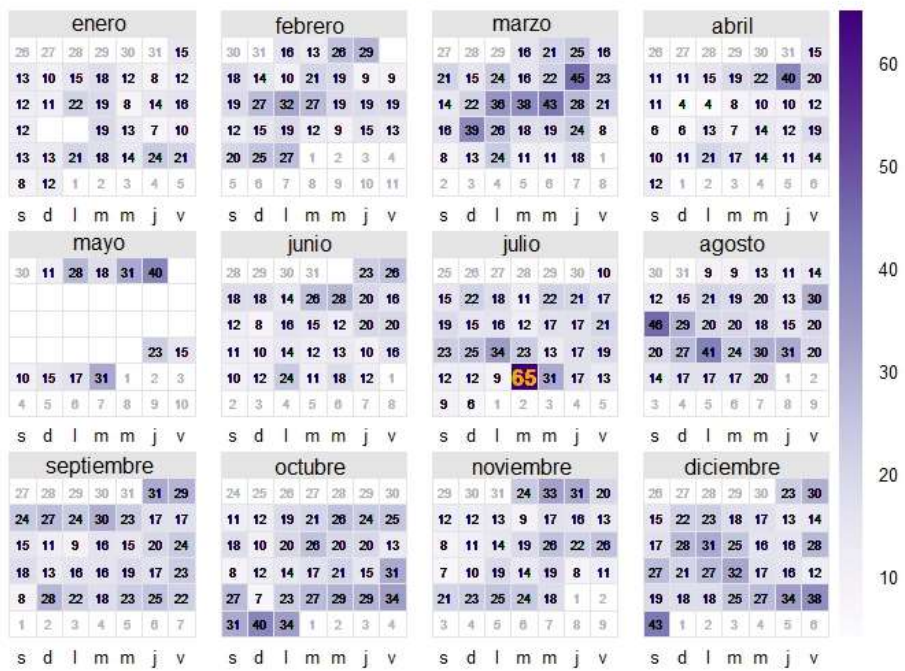 enero febrero marzo abril
26 27 28 29 30 31 15 30 31 16 13 26 29 27 28 29 16 21 25 16 26 27 28 29 30 31 15
13 10 15 18 12 8 12 18 14 10 21 19 9 9 21 15 24 16 22 45 23 11 11 15 19 22 40 20 60
12 11 22 19 8 14 16 19 27 32 27 19 19 19 14 22 36 38 43 28 21 11 4 4 8 10 10 12
12 19 13 7 10 12 15 19 12 9 15 13 16 39 26 18 19 24 8 6 6 13 7 14 12 19
13 13 21 18 14 24 21 20 25 27 1 2 3 4 8 13 24 11 11 18 1 10 11 21 17 14 11 14 50
8 12 1 2 3 4 5 5 6 7 8 9 10 11 2 3 4 5 6 7 8 12 1 2 3 4 5 6
s d l m m j v s d l m m j v s d l m m j v s d l m m j v
mayo junio julio agosto
30 11 28 18 31 40 28 29 30 31 23 26 25 26 27 28 29 30 10 30 31 9 9 13 11 14 40
18 18 14 26 28 20 16 15 22 18 11 22 21 17 12 15 21 19 20 13 30
12 8 16 15 12 20 20 19 15 16 12 17 17 21 46 29 20 20 18 15 20
23 15 11 10 14 12 13 10 16 23 25 34 23 13 17 19 20 27 41 24 30 31 20
10 15 17 31 1 2 3 10 12 24 11 18 12 1 12 12 9 65 31 17 13 14 17 17 17 20 1 2 30
4 5 6 7 8 9 10 2 3 4 5 6 7 8 9 6 1 2 3 4 5 3 4 5 6 7 8 9
s d l m m j v s d l m m j v s d l m m j v s d l m m j v
septiembre octubre noviembre diciembre
27 28 29 30 31 31 29 24 25 26 27 28 29 30 29 30 31 24 33 31 20 26 27 28 29 30 23 30 20
24 27 24 30 23 17 17 11 12 19 21 26 24 25 12 12 13 9 17 16 13 15 22 23 18 17 13 14
15 11 9 16 15 20 24 18 10 20 26 20 20 13 8 11 14 19 26 22 26 17 28 31 25 16 16 28
18 13 16 16 19 17 23 8 12 14 17 21 15 31 7 10 19 14 19 8 11 27 21 27 32 17 16 12 10
8 28 22 18 23 25 22 27 7 23 27 29 29 34 21 23 25 24 18 1 2 19 18 18 25 27 34 38
1 2 3 4 5 6 7 31 40 34 1 2 3 4 3 4 5 6 7 8 9 43 1 2 3 4 5 6
s d l m m j v s d l m m j v s d l m m j v s d l m m j v